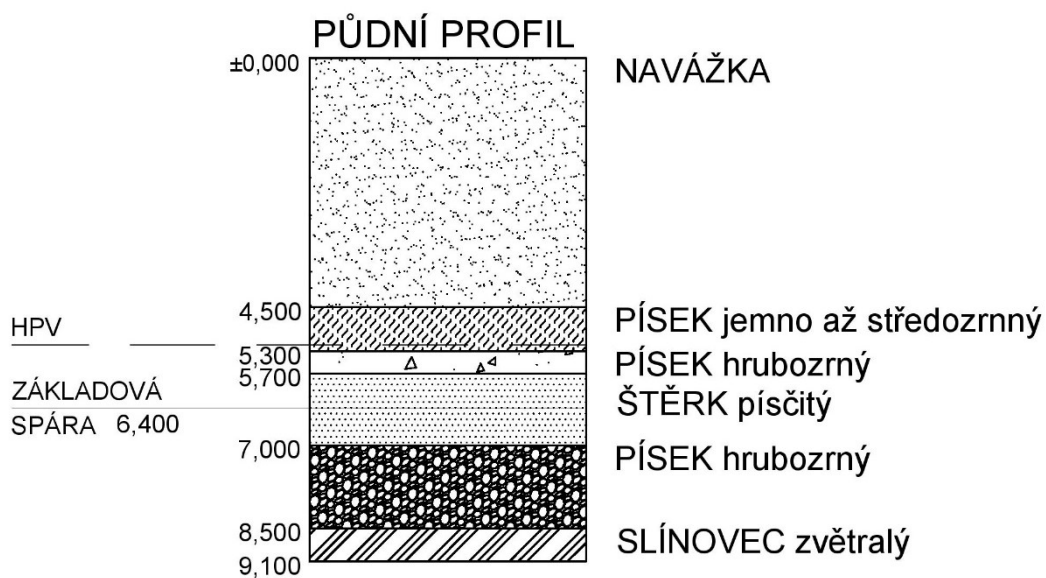 PŮDNÍ PROFIL
±0,000 NAVÁŽKA
4,500 PÍSEK jemno až středozrnný
HPV
5,300 PÍSEK hrubozrný
5,700
ZÁKLADOVÁ ŠTĚRK písčitý
SPÁRA 6,400
7,000 PÍSEK hrubozrný
8,500 SLÍNOVEC zvětralý
9,100